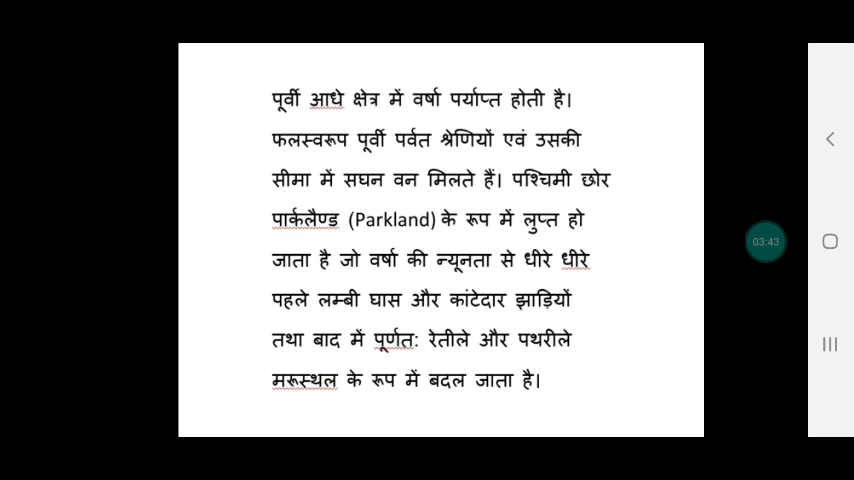 पूर्वी आधे क्षेत्र में वर्षा पर्याप्त होती है।
फलस्वरूप पूर्वी पर्वत श्रेणियों एवं उसकी
सीमा में सघन वन मिलते हैं। पश्चिमी छोर
पार्कलैण्ड (Parkland) के रूप में लुप्त हो
जाता है जो वर्षा की न्यूनता से धीरे धीरे
पहले लम्बी घास और कांटेदार झाड़ियों
तथा बाद में पूर्णत: रेतीले और पथरीले
मरूस्थल के रूप में बदल जाता है।
03:43